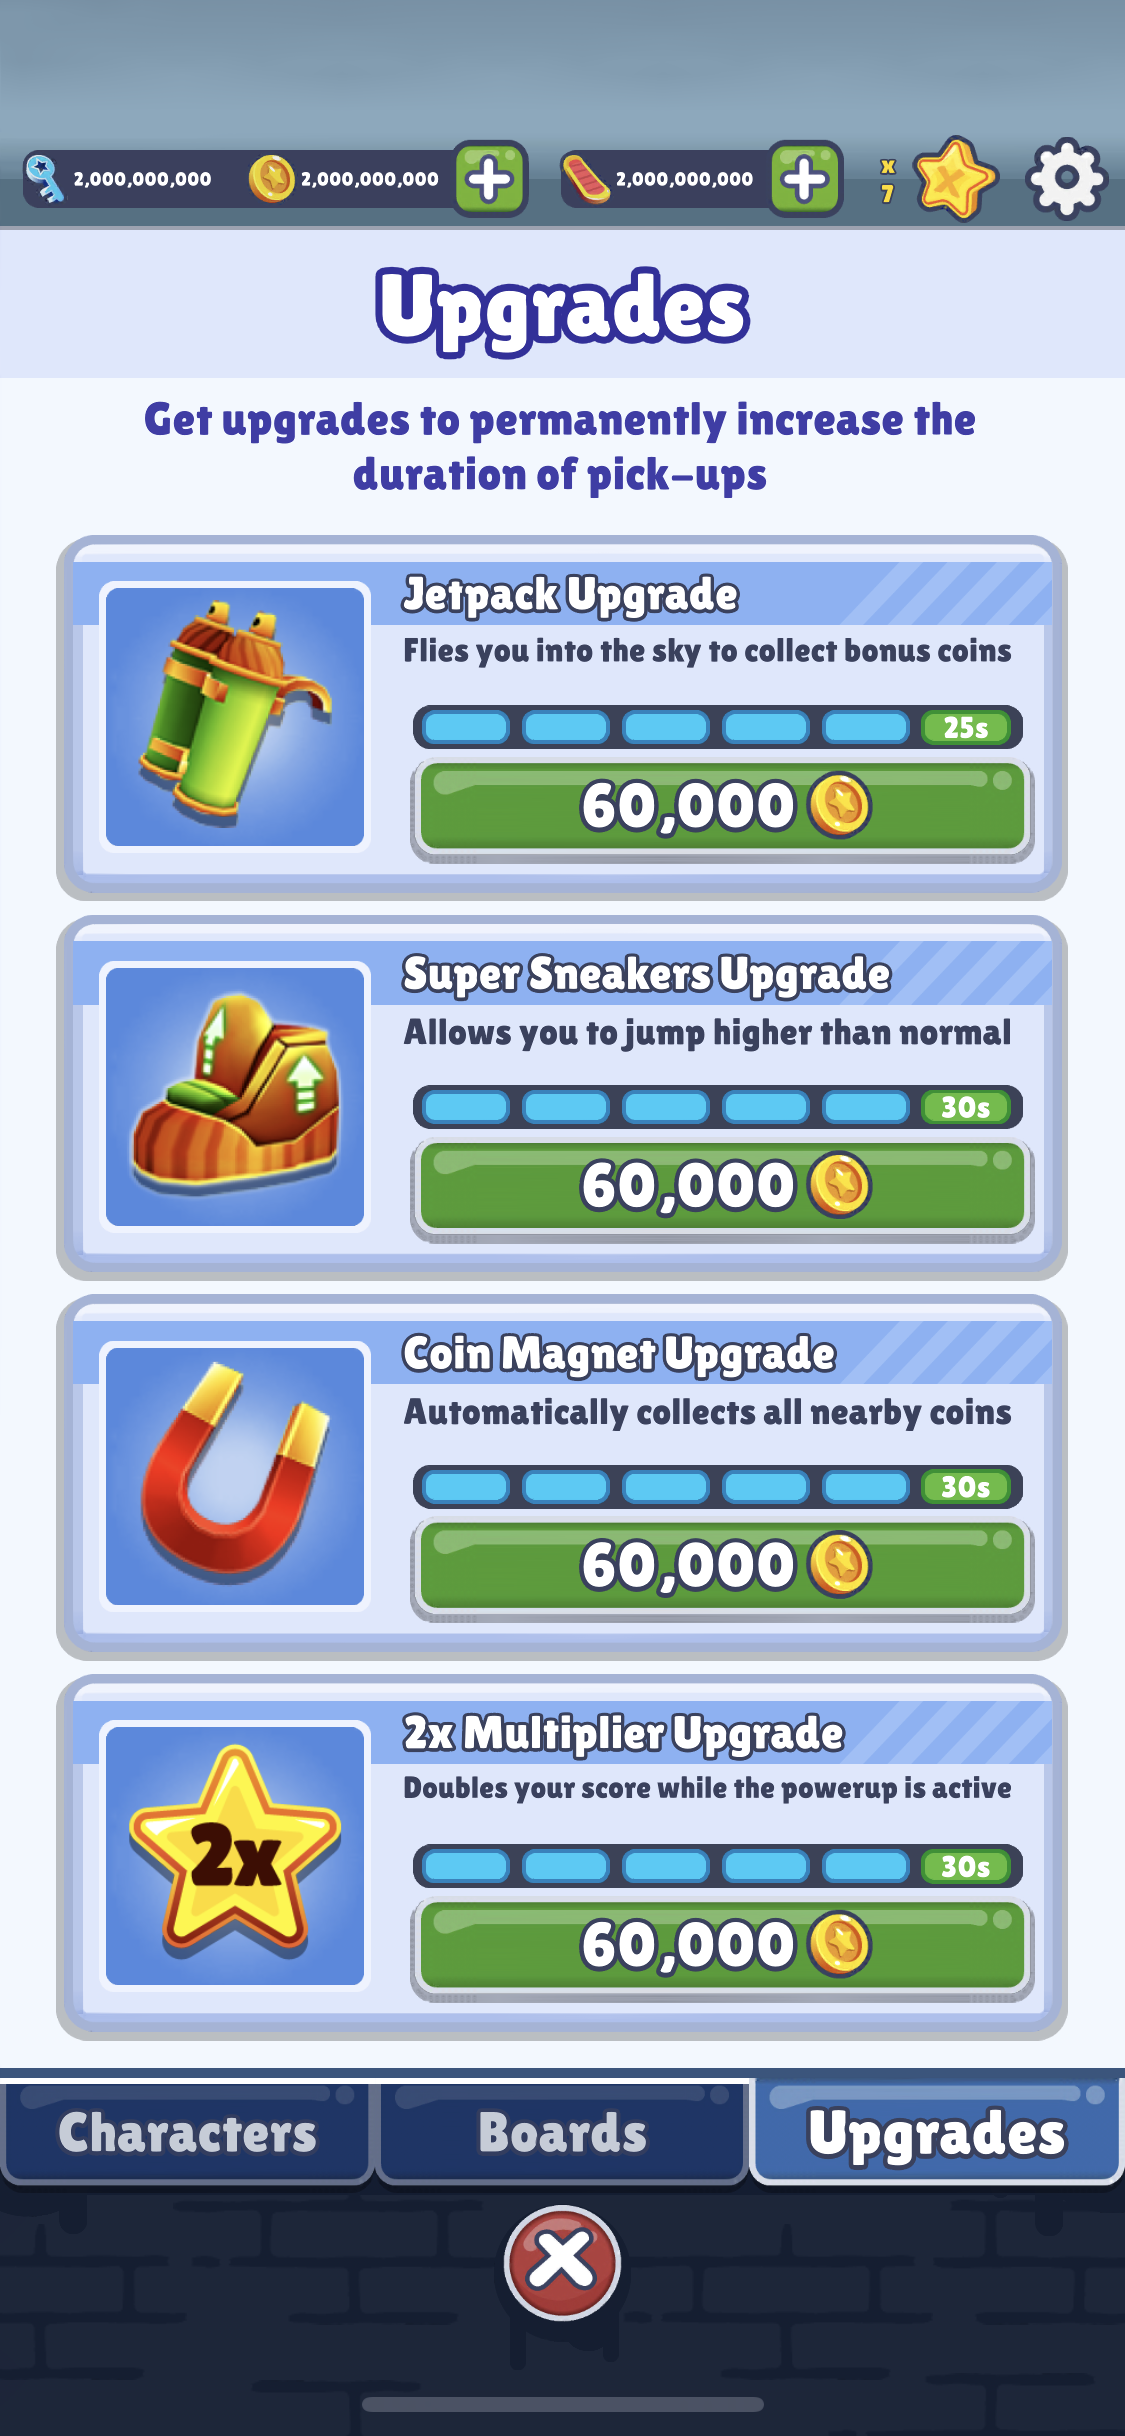 2,000,000,000 2,000,000,000 2,000,000,000 x
7
Upgrades
Get upgrades to permanently increase the
duration of pick-ups
Jetpack Upgrade
Flies you into the sky to collect bonus coins
25s
60,000
Super Sneakers Upgrade
Allows you to jump higher than normal
30s
60,000
Coin Magnet Upgrade
Automatically collects all nearby coins
30s
60,000
2x Multiplier Upgrade
Doubles your score while the powerup is active
2x
30s
60,000
Characters Boards Upgrades